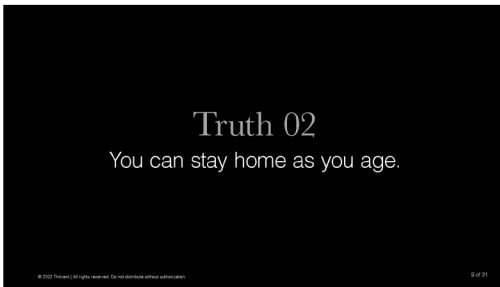 Truth 02
You can stay home as you age.
© 2022 Thrivent | All rights reserved. Do not distribute without authorization.
9 of 31